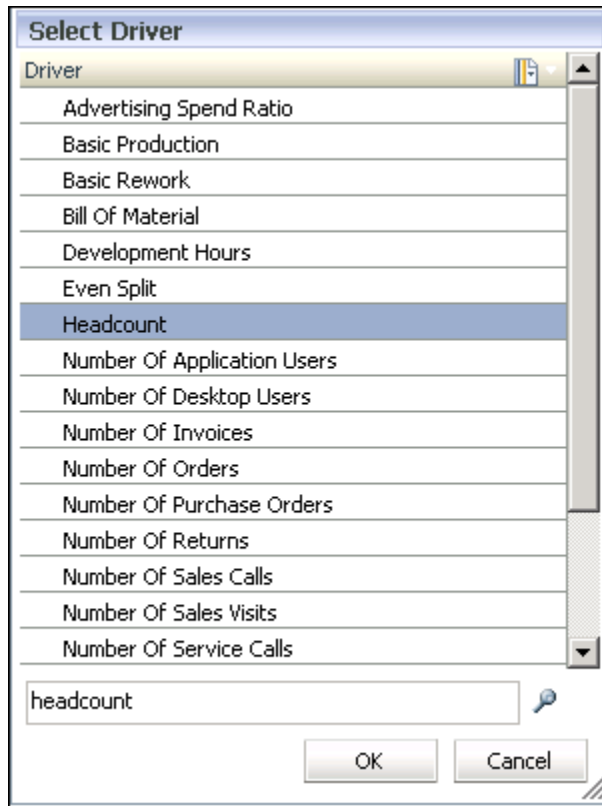 Select Driver
Driver
Advertising Spend Ratio
Basic Production
Basic Rework
Bill Of Material
Development Hours
Even Split
Headcount
Number Of Application Users
Number Of Desktop Users
Number Of Invoices
Number Of Orders
Number Of Purchase Orders
Number Of Returns
Number Of Sales Calls
Number Of Sales Visits
Number Of Service Calls
headcount
OK Cancel